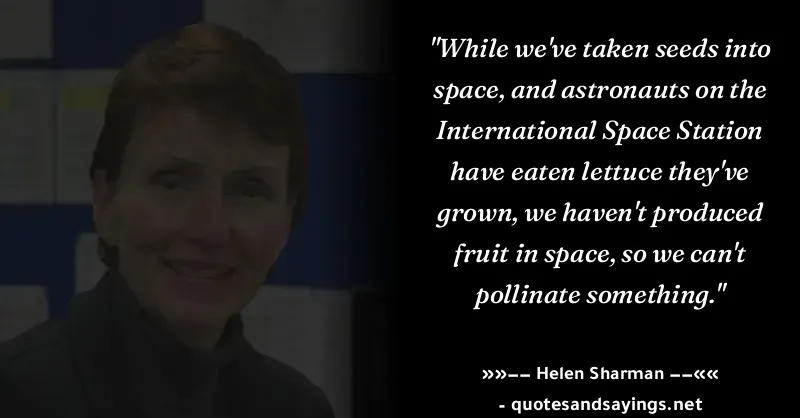 "While we've taken seeds into
space, and astronauts on the
International Space Station
have eaten lettuce they've
grown, we haven't produced
fruit in space, so we can't
pollinate something."
»»–– Helen Sharman ––««
- quotesandsayings.net